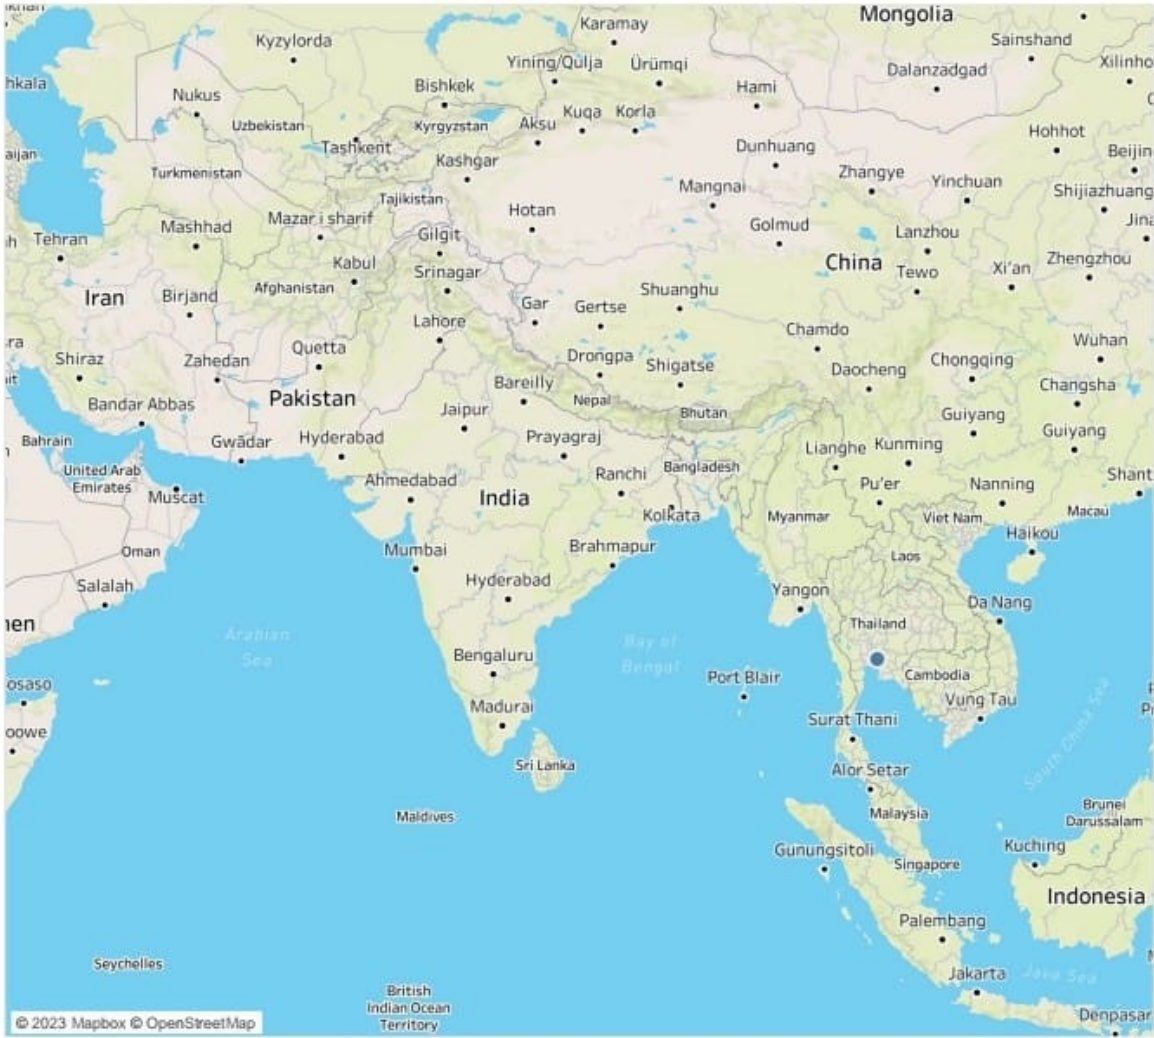 Karamay
Mongolia
Kyzylorda
Sainshand
Yining/Qulja
Ürümqi
Dalanzadgad
Xilinho
hkala
Bishkek
Hami
Nukus
Kuqa
Korla
Uzbekistan
Kyrgyzstan
Aksu
Hohhot
Tashkent
Dunhuang
Beijin
aijan
Kashgar
Turkmenistan
Zhangye
Yinchuan
Mangnai
Shijiazhuang
Tajikistan
Hotan
Mazar i sharif
Mashhad
Golmud
Jina
Tehran
Gilgit
Lanzhou
Kabul
China
Zhengzhou
Srinagar
Tewo
Xi'an
Afghanistan
Iran
Birjand
Shuanghu
Gar
Gertse
Lahore
Chamdo
ra
Quetta
Wuhan
Shiraz
Zahedan
Drongpa
Shigatse
Chongqing
Daocheng
Bareilly
Changsha
Pakistan
Nepal
Bandar Abbas
Jaipur
Bhutan
Guiyang
Guiyang
Bahrain
Gwādar
Hyderabad
Prayagraj
Lianghe
Kunming
United Arab
Emirates
Ranchi
Bangladesh
Shant
Ahmedabad
Pu'er
Nanning
Muscat
India
Macau
Kolkata
Myanmar
Viet Nam
Haikou
Oman
Mumbai
Brahmapur
Laos
Salalah
Hyderabad
Yangon
Da Nang
nen
Thailand
Arabian
Sea
Bay of
Bengal
Bengaluru
Cambodia
Port Blair
osaso
Vung Tau
Madurai
Surat Thani
South China Sea
oowe
Sri Lanka
Alor Setar
Maldives
Malaysia
Brunei
Darussalam
Gunungsitoli
Kuching
Singapore
Indonesia
Palembang
Seychelles
Jakarta
Java Sea
British
Indian Ocean
Territory
Denpasar
© 2023 Mapbox © OpenStreetMap